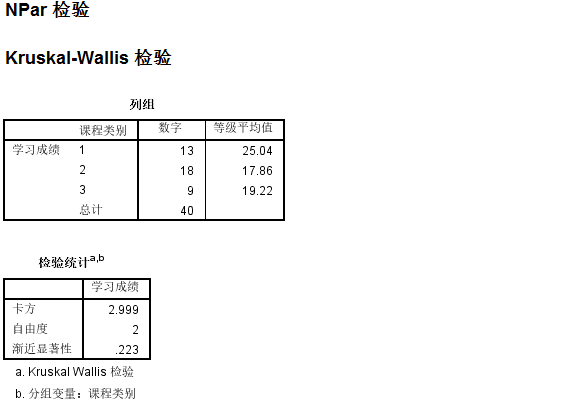 NPar 检验
Kruskal-Wallis 检验
列组
课程类别 数字 等级平均值
学习成绩 1 13 25.04
2 18 17.86
3 9 19.22
总计 40
检验统计a,b
学习成绩
卡方 2.999
自由度 2
渐近显著性 .223
a. Kruskal Wallis 检验
b. 分组变量：课程类别